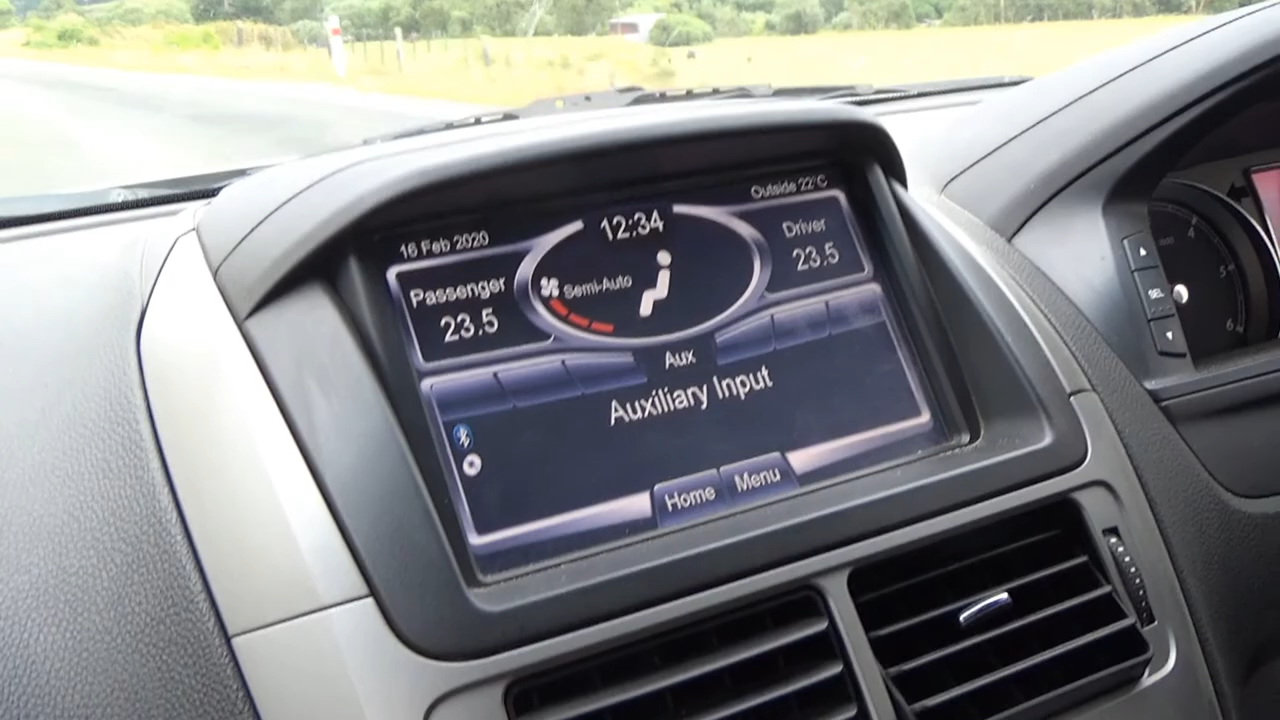 Outside 22°C
16 Feb 2020
12:34
Driver
23.5
Passenger
23.5
Semi-Auto
Aux
Auxiliary Input
Home
Menu
SEL
4
5
6